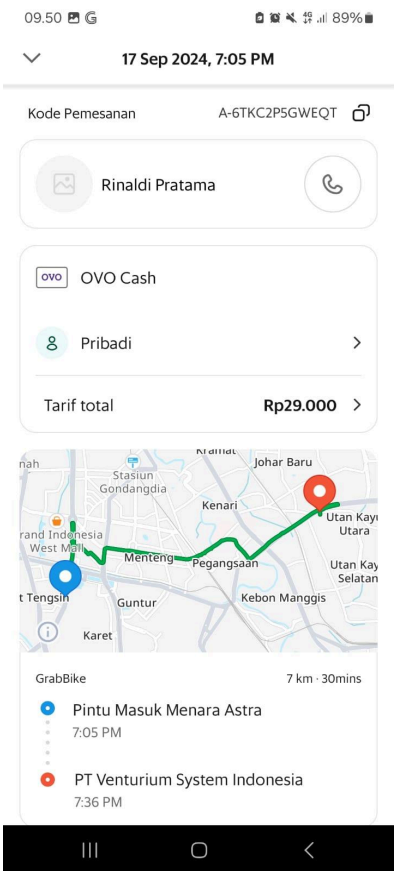 09.50 G 4G 89%
17 Sep 2024, 7:05 PM
Kode Pemesanan A-6TKC2P5GWEQT
Rinaldi Pratama
OVO OVO Cash
Pribadi
Tarif total Rp29.000
Kramat
nah
Johar Baru
Stasiun
Gondangdia
Kenari
Utan Kayu
Utara
rand Indonesia
West Mall
Menteng
Pegangsaan
Utan Kay
Selatan
t Tengsin
Guntur
Kebon Manggis
Karet
GrabBike 7 km · 30mins
Pintu Masuk Menara Astra
7:05 PM
PT Venturium System Indonesia
7:36 PM